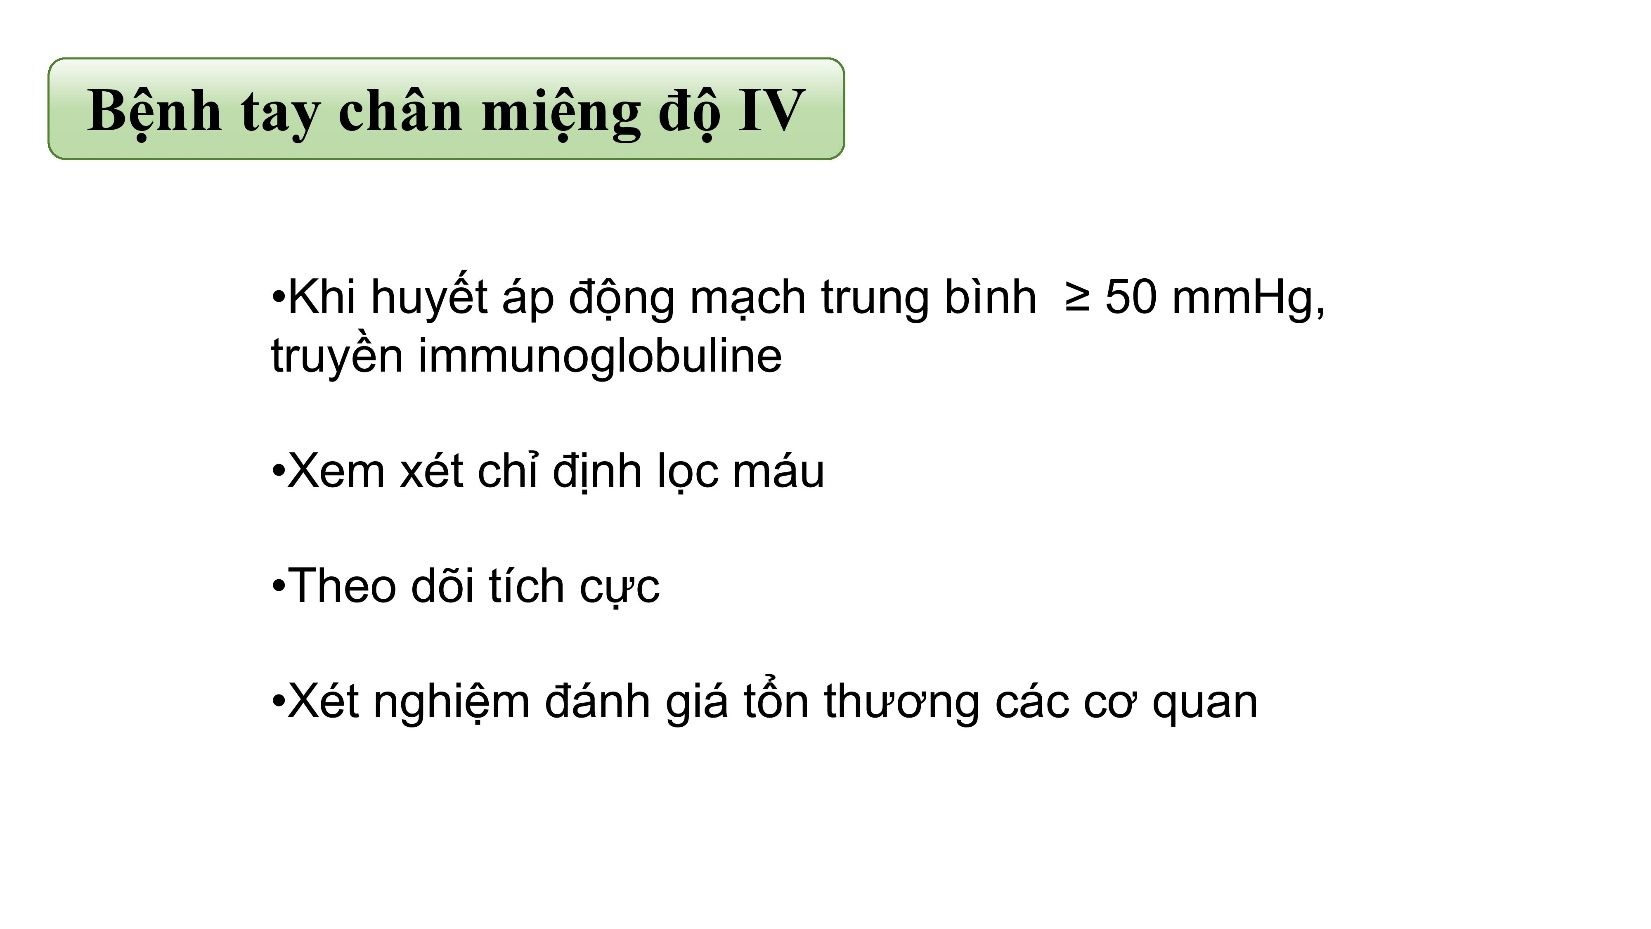 Bệnh tay chân miệng độ IV
•Khi huyết áp động mạch trung bình  ≥ 50 mmHg,
truyền immunoglobuline
•Xem xét chỉ định lọc máu
•Theo dõi tích cực
•Xét nghiệm đánh giá tổn thương các cơ quan